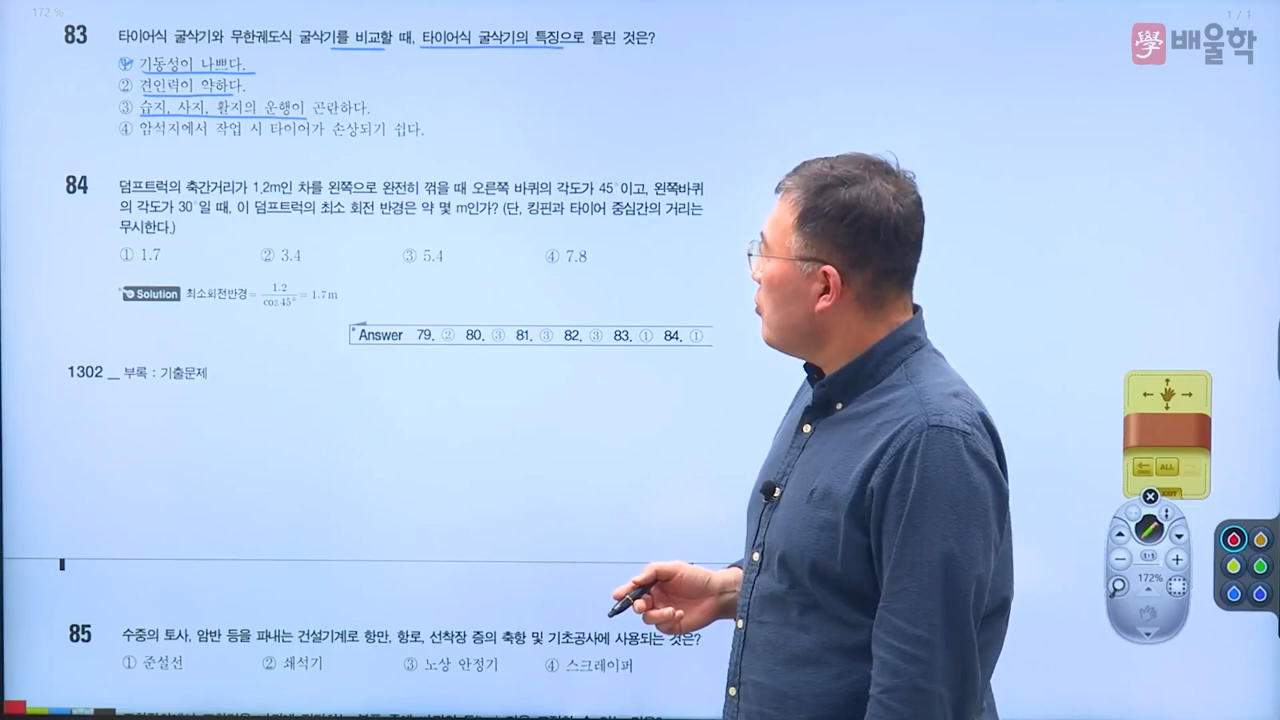 172 %
1 / 1
學 배울학
83 타이어식 굴삭기와 무한궤도식 굴삭기를 비교할 때, 타이어식 굴삭기의 특징으로 틀린 것은?
① 기동성이 나쁘다.
② 견인력이 약하다.
③ 습지, 사지, 활지의 운행이 곤란하다.
④ 암석지에서 작업 시 타이어가 손상되기 쉽다.
84 덤프트럭의 축간거리가 1.2m인 차를 왼쪽으로 완전히 꺾을 때 오른쪽 바퀴의 각도가 45°이고, 왼쪽바퀴
의 각도가 30°일 때, 이 덤프트럭의 최소 회전 반경은 약 몇 m인가? (단, 킹핀과 타이어 중심간의 거리는
무시한다.)
① 1.7 ② 3.4 ③ 5.4 ④ 7.8
Solution 최소회전반경= 1.2 / cos45° = 1.7m
Answer 79. ② 80. ③ 81. ③ 82. ③ 83. ① 84. ①
1302 _ 부록 : 기출문제
ALL
EXIT
1:1
172%
85 수중의 토사, 암반 등을 파내는 건설기계로 항만, 항로, 선착장 증의 축항 및 기초공사에 사용되는 것은?
① 준설선 ② 쇄석기 ③ 노상 안정기 ④ 스크레이퍼